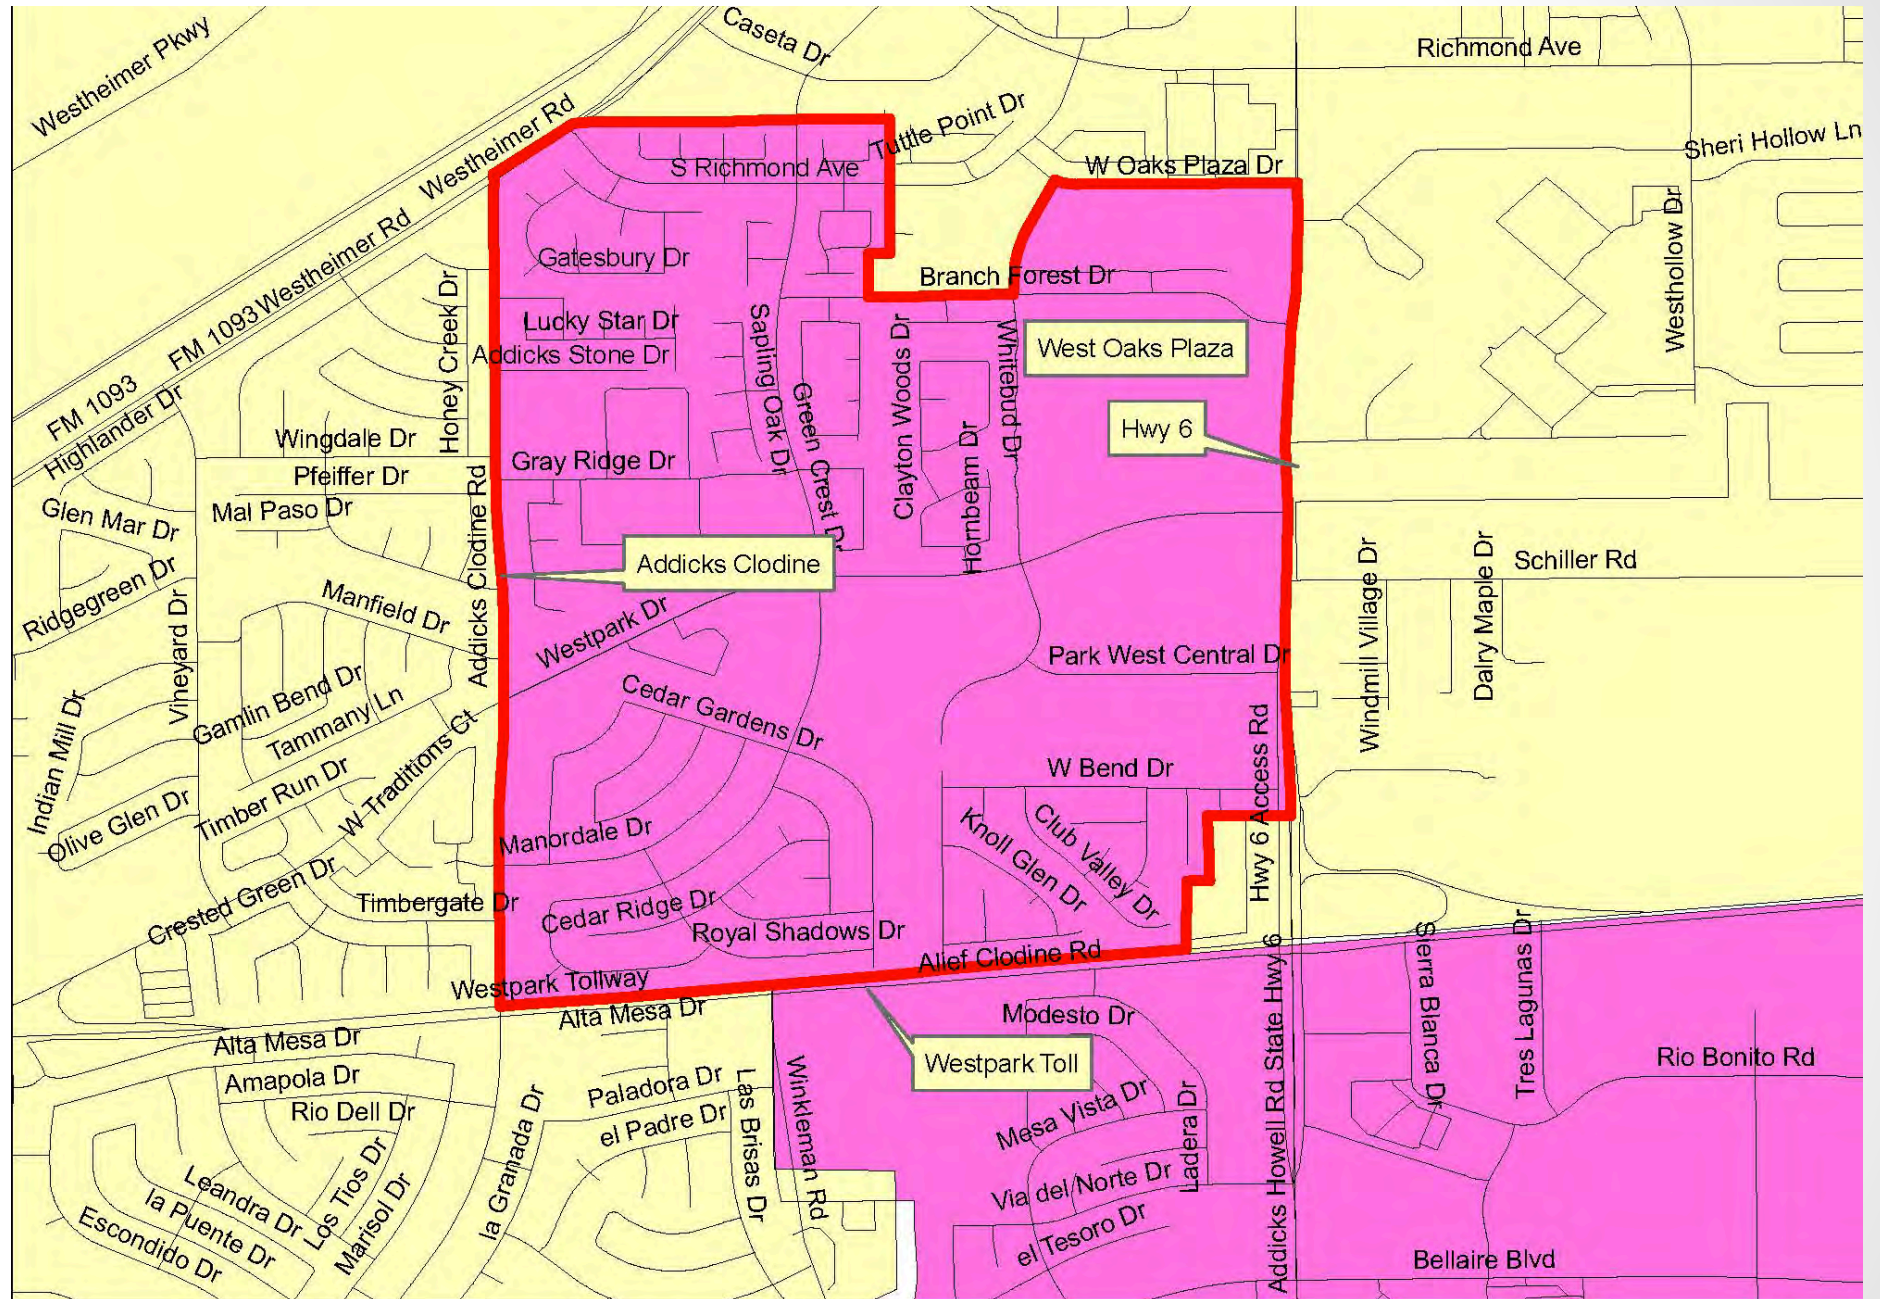 Westheimer Pkwy
Caseta Dr
Richmond Ave
Westheimer Rd
Tuttle Point Dr
Sheri Hollow Ln
S Richmond Ave
W Oaks Plaza Dr
Westheimer Rd
Westhollow Dr
Gatesbury Dr
Branch Forest Dr
FM 1093
Honey Creek Dr
Lucky Star Dr
Addicks Stone Dr
Sapling Oak Dr
Clayton Woods Dr
Whitebud Dr
West Oaks Plaza
FM 1093
Highlander Dr
Green Crest Dr
Hwy 6
Wingdale Dr
Gray Ridge Dr
Hornbeam Dr
Pfeiffer Dr
Mal Paso Dr
Glen Mar Dr
Addicks Clodine Rd
Addicks Clodine
Schiller Rd
Windmill Village Dr
Dalry Maple Dr
Ridgegreen Dr
Manfield Dr
Westpark Dr
Vineyard Dr
Park West Central Dr
Gamlin Bend Dr
Tammany Ln
Cedar Gardens Dr
Indian Mill Dr
W Traditions Ct
Hwy 6 Access Rd
W Bend Dr
Timber Run Dr
Olive Glen Dr
Manordale Dr
Knoll Glen Dr
Club Valley Dr
Crested Green Dr
Timbergate Dr
Cedar Ridge Dr
Royal Shadows Dr
Hwy 6
Sierra Blanca Dr
Tres Lagunas Dr
Alief Clodine Rd
Westpark Tollway
Alta Mesa Dr
Modesto Dr
Alta Mesa Dr
Westpark Toll
Rio Bonito Rd
Amapola Dr
Paladora Dr
Rio Dell Dr
el Padre Dr
Las Brisas Dr
Winkleman Rd
Mesa Vista Dr
Ladera Dr
Addicks Howell Rd State Hwy 6
la Granada Dr
Los Tios Dr
Marisol Dr
Leandra Dr
la Puente Dr
Escondido Dr
Via del Norte Dr
el Tesoro Dr
Bellaire Blvd